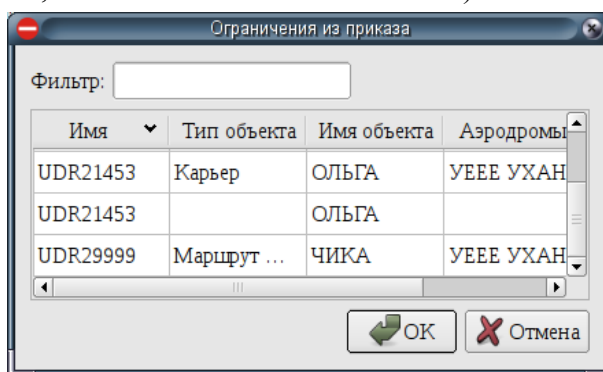 Ограничения из приказа
Фильтр:
Имя Тип объекта Имя объекта Аэродромы
UDR21453 Карьер ОЛЬГА УЕЕЕ УХАН
UDR21453 ОЛЬГА
UDR29999 Маршрут ... ЧИКА УЕЕЕ УХАН
ОК Отмена